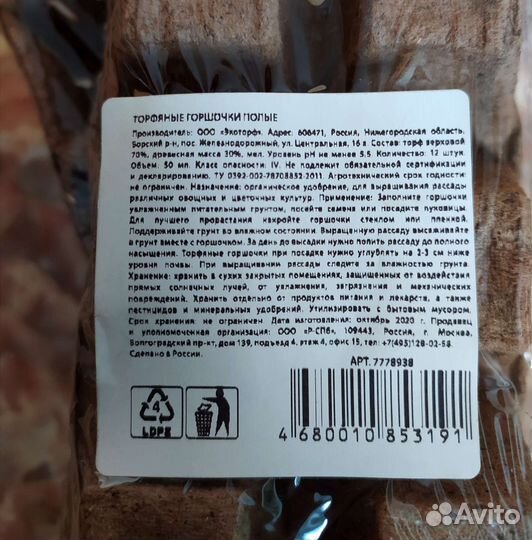 ТОРФЯНЫЕ ГОРШОЧКИ ПОЛЫЕ
Производитель: ООО «Экоторф». Адрес: 606471, Россия, Нижегородская область,
Борский р-н, пос. Железнодорожный, ул. Центральная, 16 а Состав: торф верховой
70%, древесная масса 30%, мел. Уровень pH не менее 5,5. Количество: 12 штук.
Объем: 50 мл. Класс опасности: IV. Не подлежит обязательной сертификации
и декларированию. ТУ 0392-002-78708832-2011. Агротехнический срок годности:
не ограничен. Назначение: органическое удобрение, для выращивания рассады
различных овощных и цветочных культур. Применение: Заполните горшочки
увлажненным питательным грунтом, посейте семена или посадите луковицы.
Для лучшего прорастания накройте горшочки стеклом или пленкой.
Поддерживайте грунт во влажном состоянии. Выращенную рассаду высаживайте
в грунт вместе с горшочком. За день до высадки нужно полить рассаду до полного
насыщения. Торфяные горшочки при посадке нужно углублять на 2-3 см ниже
уровня почвы. При выращивании рассады следите за влажностью грунта.
Хранение: хранить в сухих закрытых помещениях, защищенных от воздействия
прямых солнечных лучей, от увлажнения, загрязнения и механических
повреждений. Хранить отдельно от продуктов питания и лекарств, а также
пестицидов и минеральных удобрений. Утилизировать с бытовым мусором.
Срок хранения не ограничен Дата изготовления: октябрь 2020 г. Продавец
и уполномоченная организация: ООО «Р-СПб», 109443, Россия, г. Москва,
Волгоградский пр-кт, дом 139, подъезд 4, этаж 4, офис 15, тел: +7(495)128-02-58.
Сделано в России.
АРТ. 7778938
4
LDPE
4 680010 853191
Avito